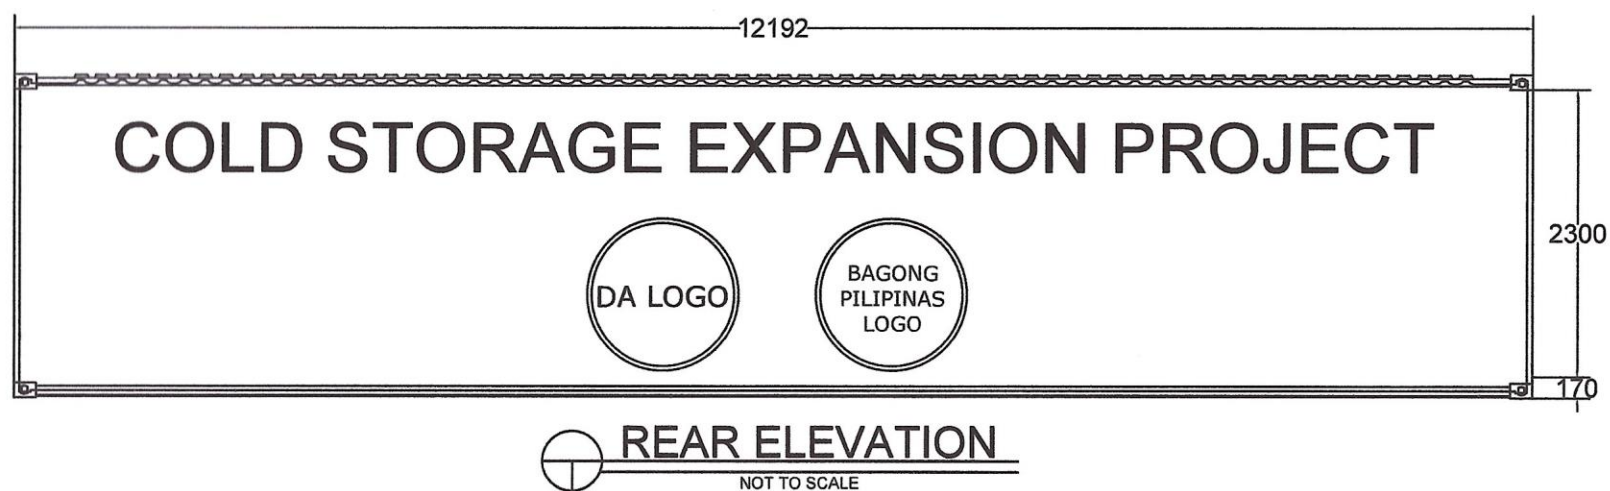 12192
COLD STORAGE EXPANSION PROJECT
2300
DA LOGO
BAGONG
PILIPINAS
LOGO
170
REAR ELEVATION
NOT TO SCALE